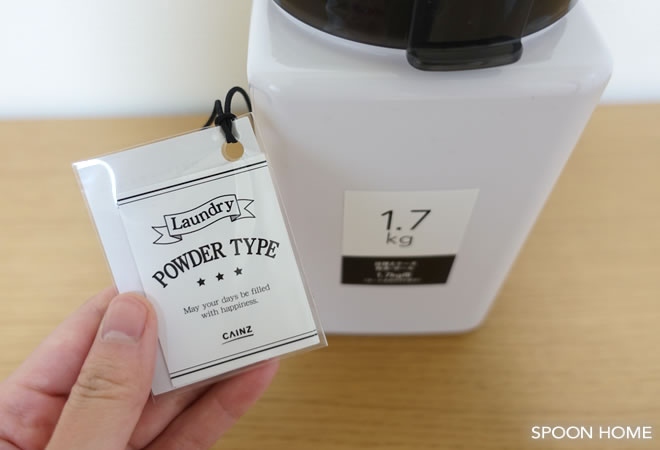 Laundry
POWDER TYPE
May your days be filled
with happiness.
CAINZ
1.7
kg
SPOON HOME